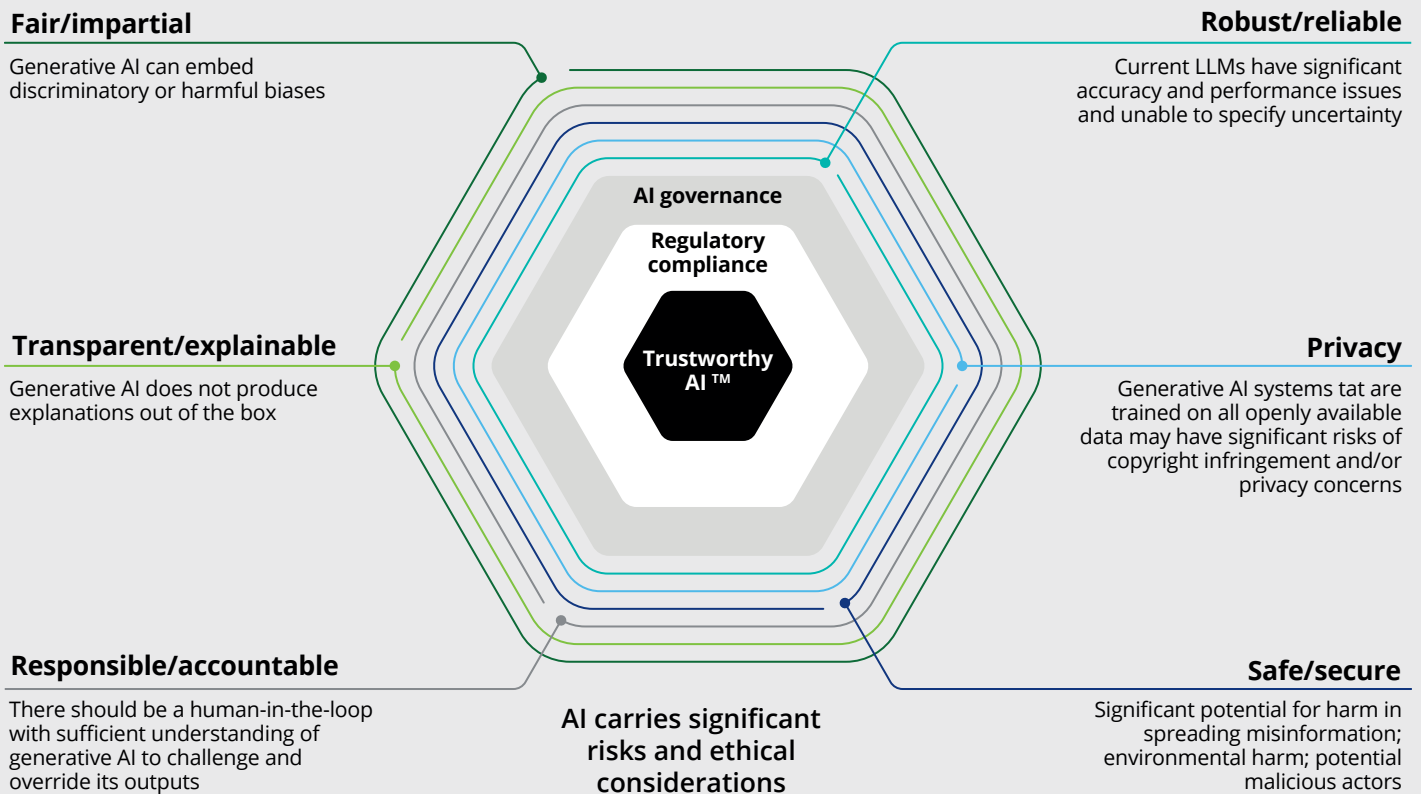 Fair/impartial
Generative AI can embed
discriminatory or harmful biases
Robust/reliable
Current LLMs have significant
accuracy and performance issues
and unable to specify uncertainty
AI governance
Regulatory
compliance
Trustworthy
AI ™
Transparent/explainable
Generative AI does not produce
explanations out of the box
Privacy
Generative AI systems tat are
trained on all openly available
data may have significant risks of
copyright infringement and/or
privacy concerns
Responsible/accountable
There should be a human-in-the-loop
with sufficient understanding of
generative AI to challenge and
override its outputs
AI carries significant
risks and ethical
considerations
Safe/secure
Significant potential for harm in
spreading misinformation;
environmental harm; potential
malicious actors